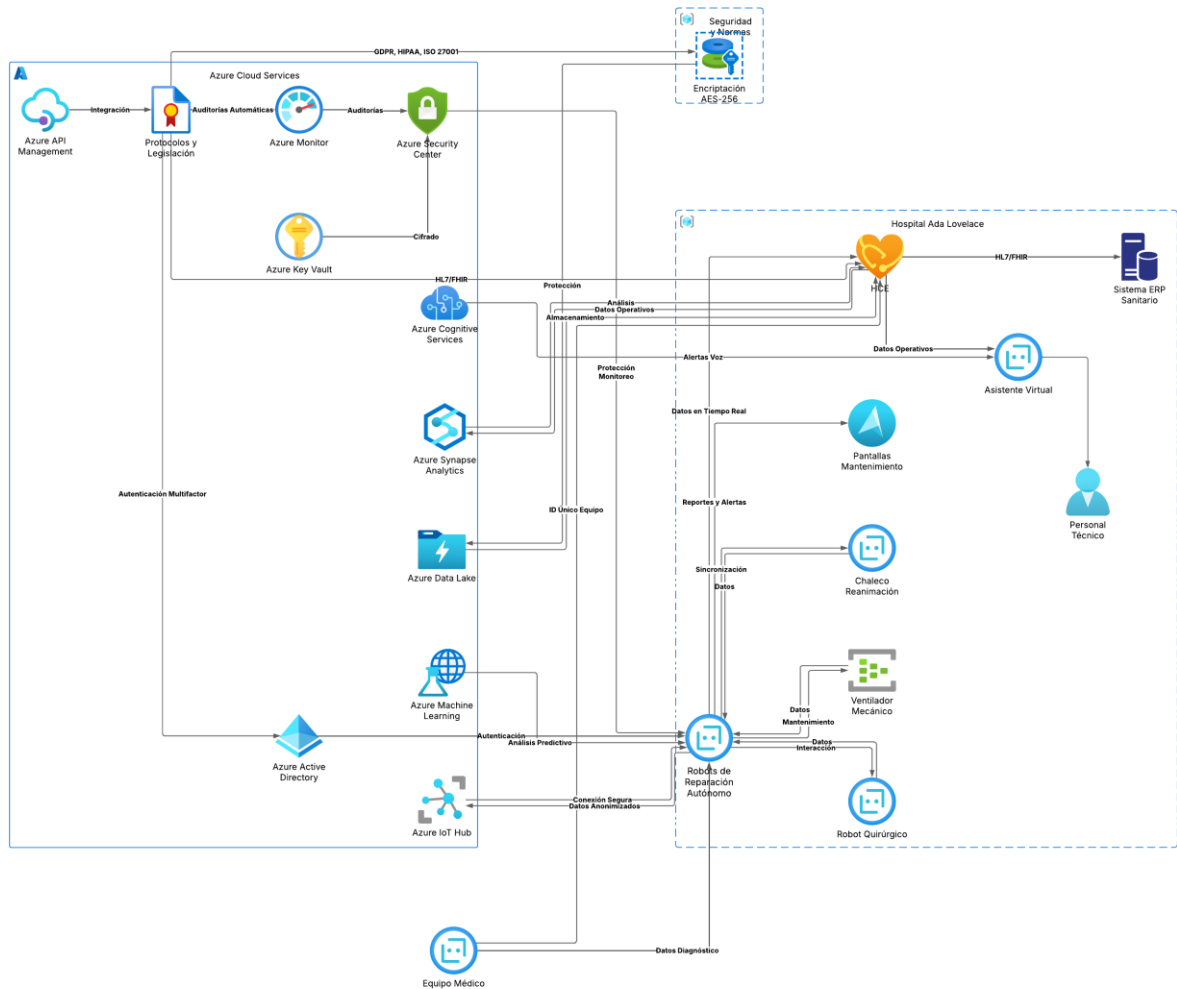 Seguridad
y Normas
GDPR, HIPAA, ISO 27001
Azure Cloud Services
Encriptación
AES-256
Integración
Auditorías Automáticas
Auditorías
Azure API
Management
Protocolos y
Legislación
Azure Monitor
Azure Security
Center
Hospital Ada Lovelace
Cifrado
Azure Key Vault
HL7/FHIR
HL7/FHIR
HCE
Sistema ERP
Sanitario
Protección
Análisis
Datos Operativos
Almacenamiento
Azure Cognitive
Services
Datos Operativos
Alertas Voz
Protección
Monitoreo
Asistente Virtual
Datos en Tiempo Real
Pantallas
Mantenimiento
Azure Synapse
Analytics
Autenticación Multifactor
ID Único Equipo
Reportes y Alertas
Personal
Técnico
Azure Data Lake
Sincronización
Datos
Chaleco
Reanimación
Azure Machine
Learning
Ventilador
Mecánico
Datos
Mantenimiento
Autenticación
Análisis Predictivo
Datos
Interacción
Azure Active
Directory
Robots de
Reparación
Autónomo
Conexión Segura
Datos Anonimizados
Azure IoT Hub
Robot Quirúrgico
Datos Diagnóstico
Equipo Médico